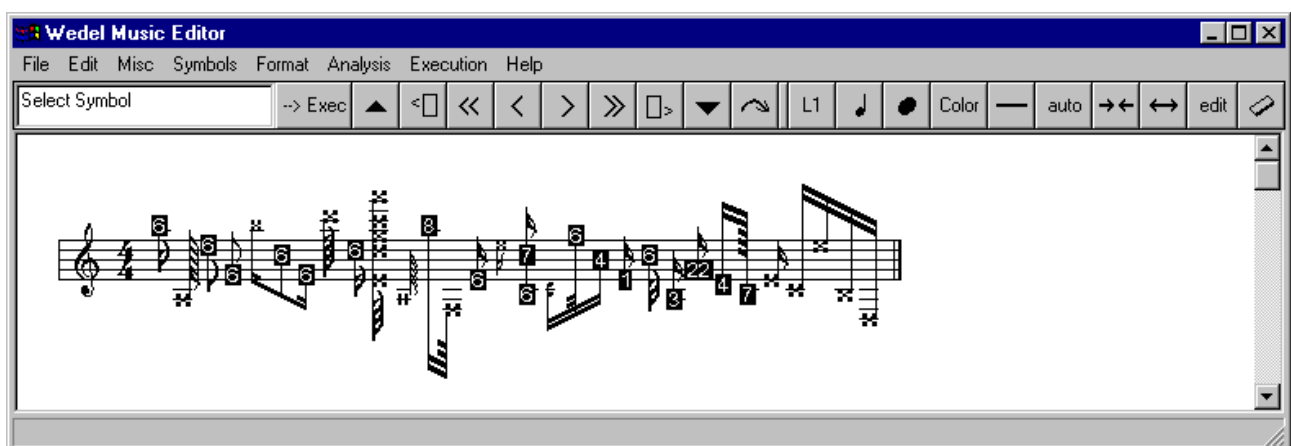 Wedel Music Editor
File Edit Misc Symbols Format Analysis Execution Help
Select Symbol --> Exec L1 Color auto edit
6 6 6 6 6 6 8 6 7 6 6 4 1 6 3 22 4 7